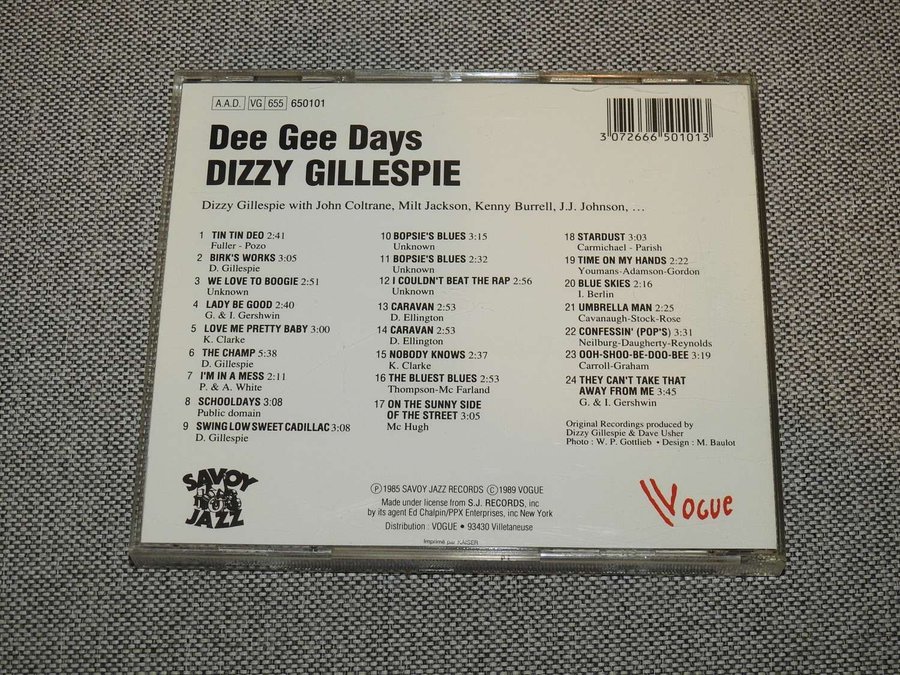 A.A.D. VG 655 650101
3 072666 501013
Dee Gee Days
DIZZY GILLESPIE
Dizzy Gillespie with John Coltrane, Milt Jackson, Kenny Burrell, J.J. Johnson, ...
1 TIN TIN DEO 2:41
Fuller - Pozo
2 BIRK'S WORKS 3:05
D. Gillespie
3 WE LOVE TO BOOGIE 2:51
Unknown
4 LADY BE GOOD 2:40
G. & I. Gershwin
5 LOVE ME PRETTY BABY 3:00
K. Clarke
6 THE CHAMP 5:38
D. Gillespie
7 I'M IN A MESS 2:11
P. & A. White
8 SCHOOLDAYS 3:08
Public domain
9 SWING LOW SWEET CADILLAC 3:08
D. Gillespie
10 BOPSIE'S BLUES 3:15
Unknown
11 BOPSIE'S BLUES 2:32
Unknown
12 I COULDN'T BEAT THE RAP 2:56
Unknown
13 CARAVAN 2:53
D. Ellington
14 CARAVAN 2:53
D. Ellington
15 NOBODY KNOWS 2:37
K. Clarke
16 THE BLUEST BLUES 2:53
Thompson-Mc Farland
17 ON THE SUNNY SIDE
OF THE STREET 3:05
Mc Hugh
18 STARDUST 3:03
Carmichael - Parish
19 TIME ON MY HANDS 2:22
Youmans-Adamson-Gordon
20 BLUE SKIES 2:16
I. Berlin
21 UMBRELLA MAN 2:25
Cavanaugh-Stock-Rose
22 CONFESSIN' (POP'S) 3:31
Neilburg-Daugherty-Reynolds
23 OOH-SHOO-BE-DOO-BEE 3:19
Carroll-Graham
24 THEY CAN'T TAKE THAT
AWAY FROM ME 3:45
G. & I. Gershwin
Original Recordings produced by
Dizzy Gillespie & Dave Usher
Photo : W. P. Gottlieb • Design : M. Baulot
SAVOY
JAZZ
Ⓟ 1985 SAVOY JAZZ RECORDS © 1989 VOGUE
Made under license from S.J. RECORDS, inc
by its agent Ed Chalpin/PPX Enterprises, inc New York
Distribution : VOGUE • 93430 Villetaneuse
Imprimé par KAISER
VOGUE